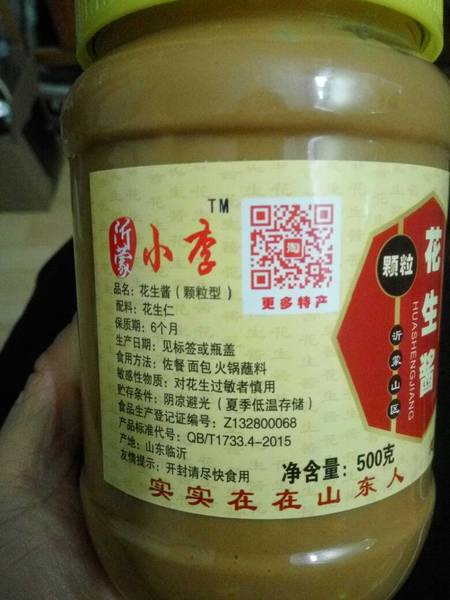 TM
沂蒙 小李
淘
更多特产
品名：花生酱（颗粒型）
配料：花生仁
保质期：6个月
生产日期：见标签或瓶盖
食用方法：佐餐 面包 火锅蘸料
敏感性物质：对花生过敏者慎用
贮存条件：阴凉避光（夏季低温存储）
食品生产登记证编号：Z132800068
产品标准代号：QB/T1733.4-2015
产地：山东临沂
友情提示：开封请尽快食用
净含量：500克
实实在在山东人
颗粒
花生酱
HUASHENGJIANG
沂蒙山区